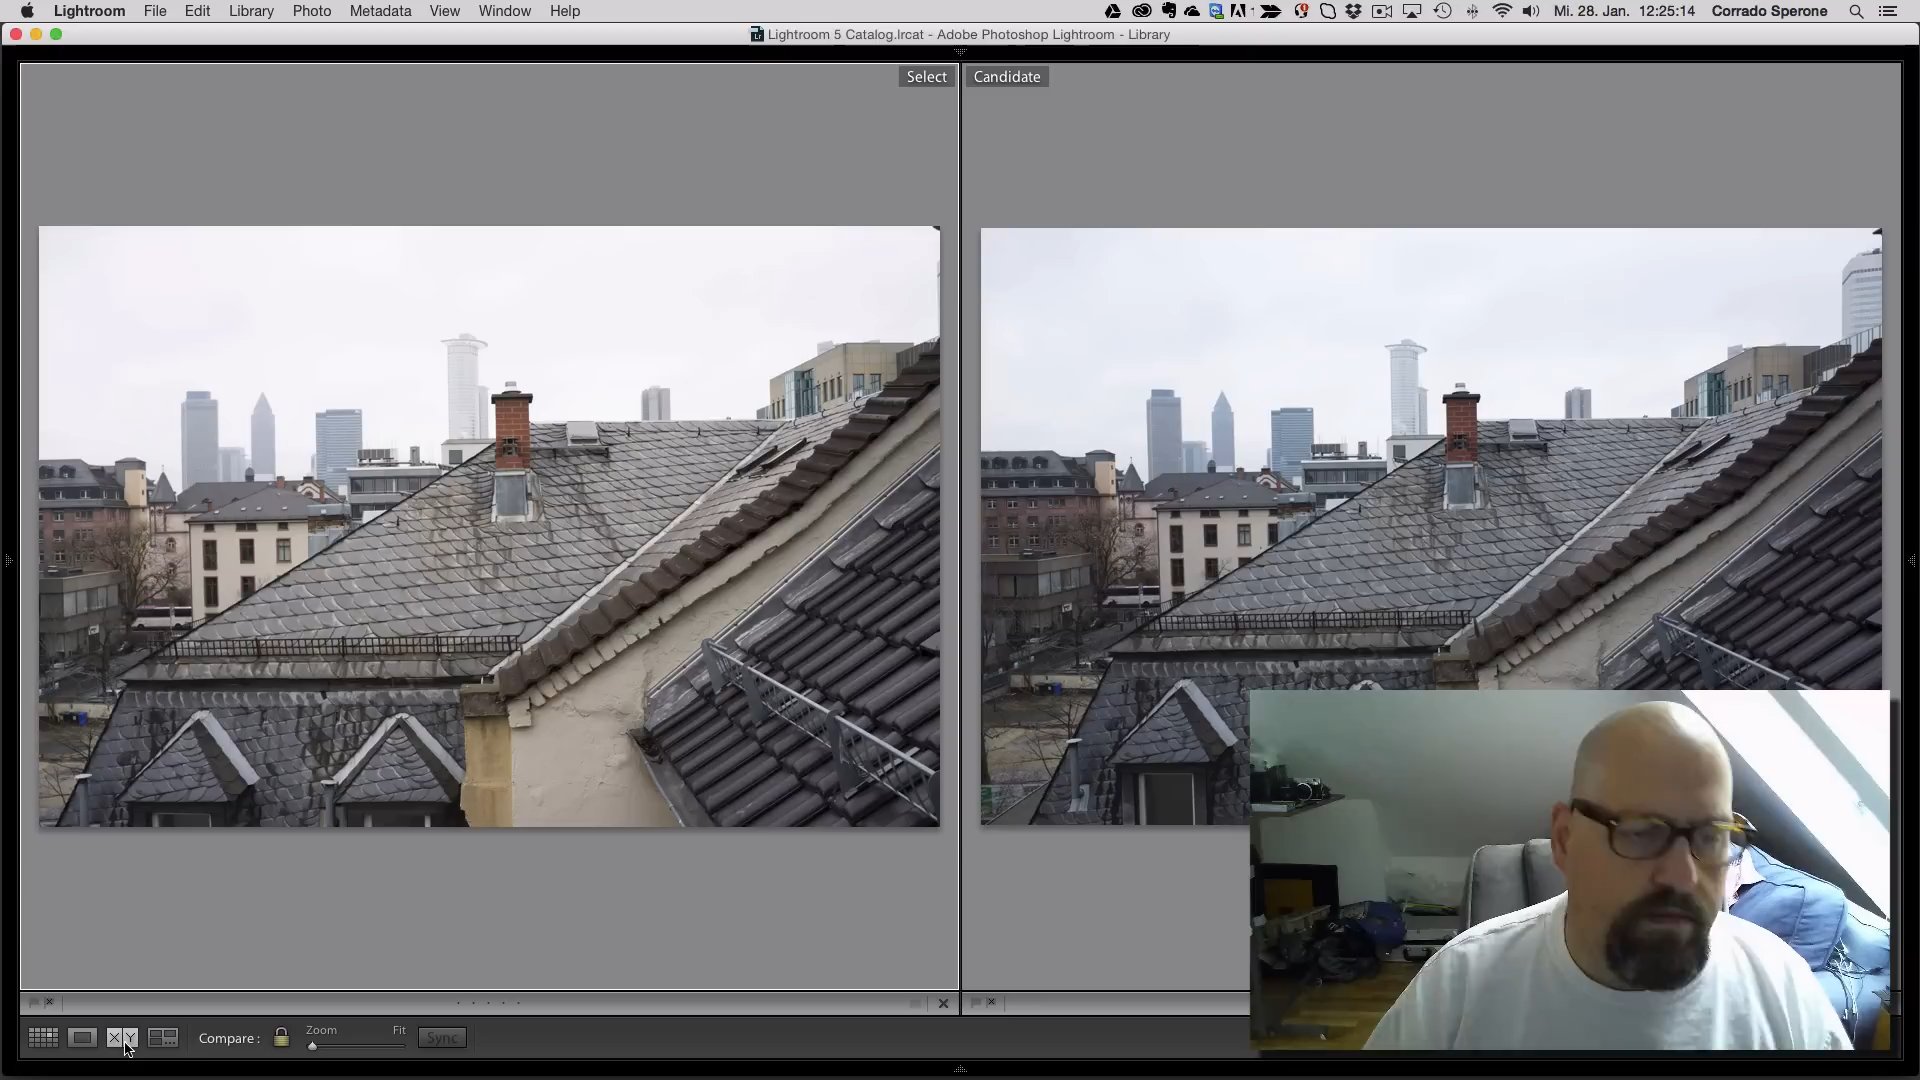 Lightroom File Edit Library Photo Metadata View Window Help Mi. 28. Jan. 12:25:14 Corrado Sperone
Lightroom 5 Catalog.lrcat - Adobe Photoshop Lightroom - Library
Select Candidate
X Y Compare : Zoom Fit Sync